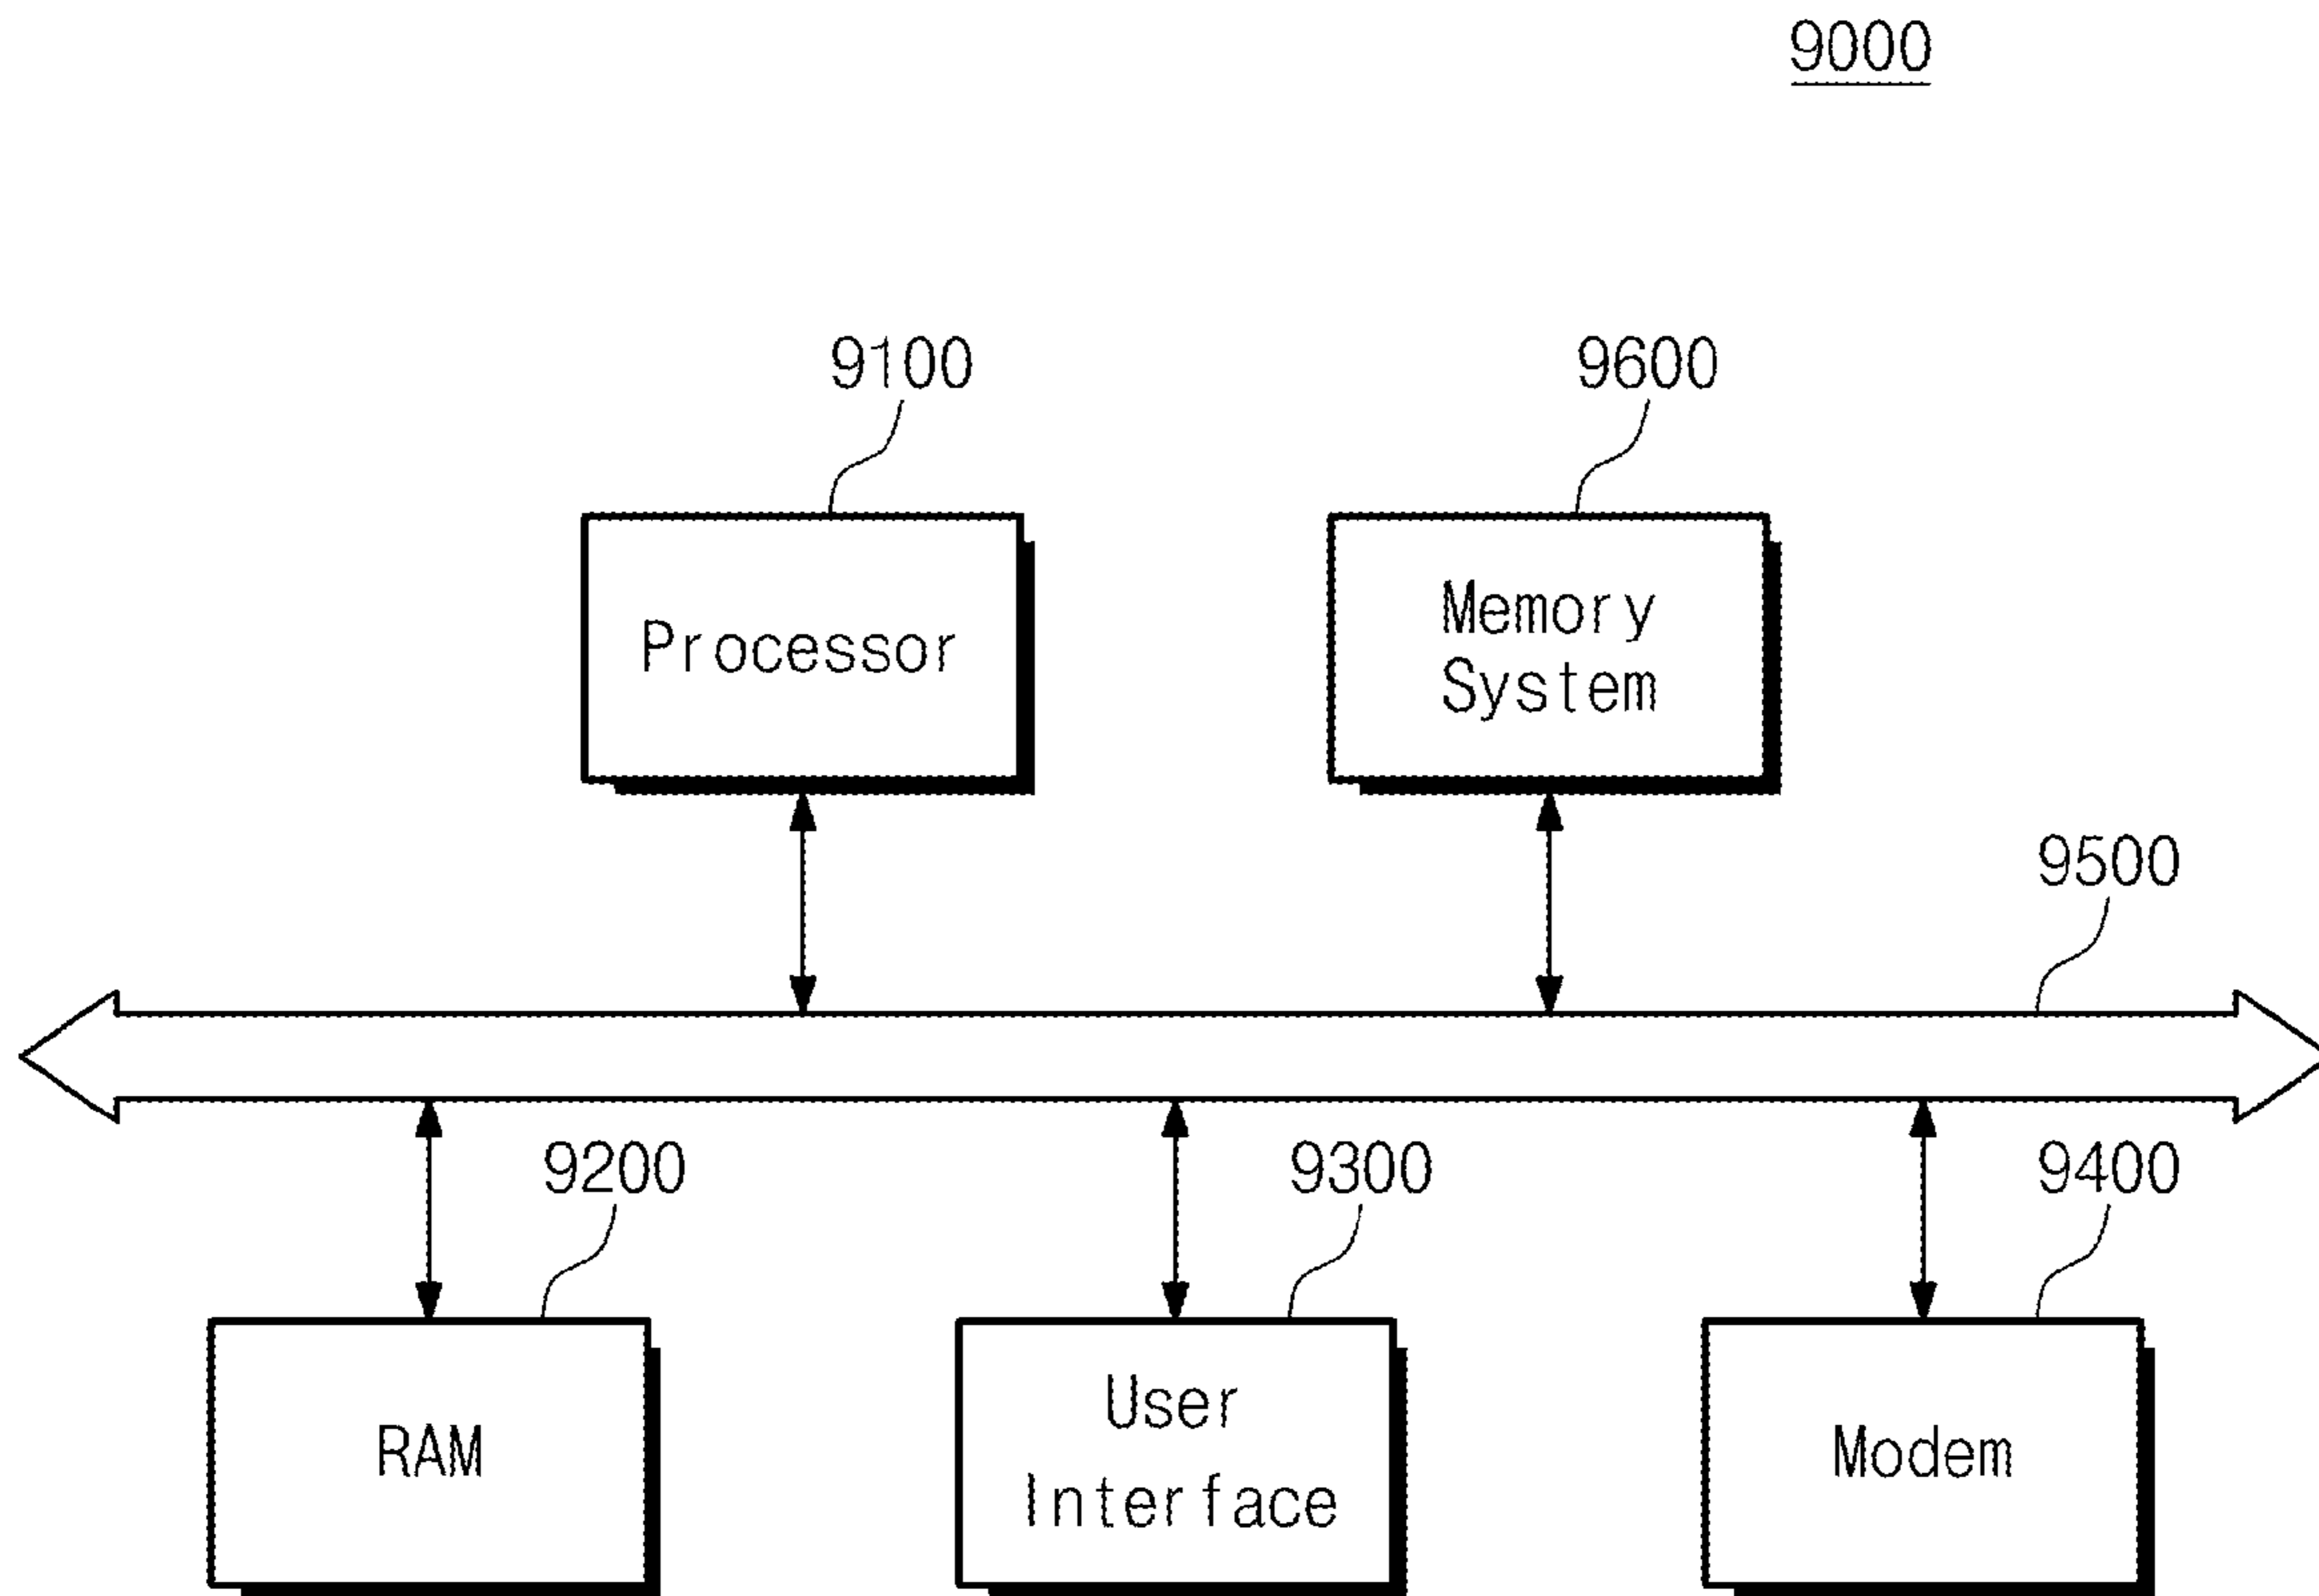 9000
9100
9600
Processor
Memory
System
9500
9200
9300
9400
RAM
User
Interface
Modem